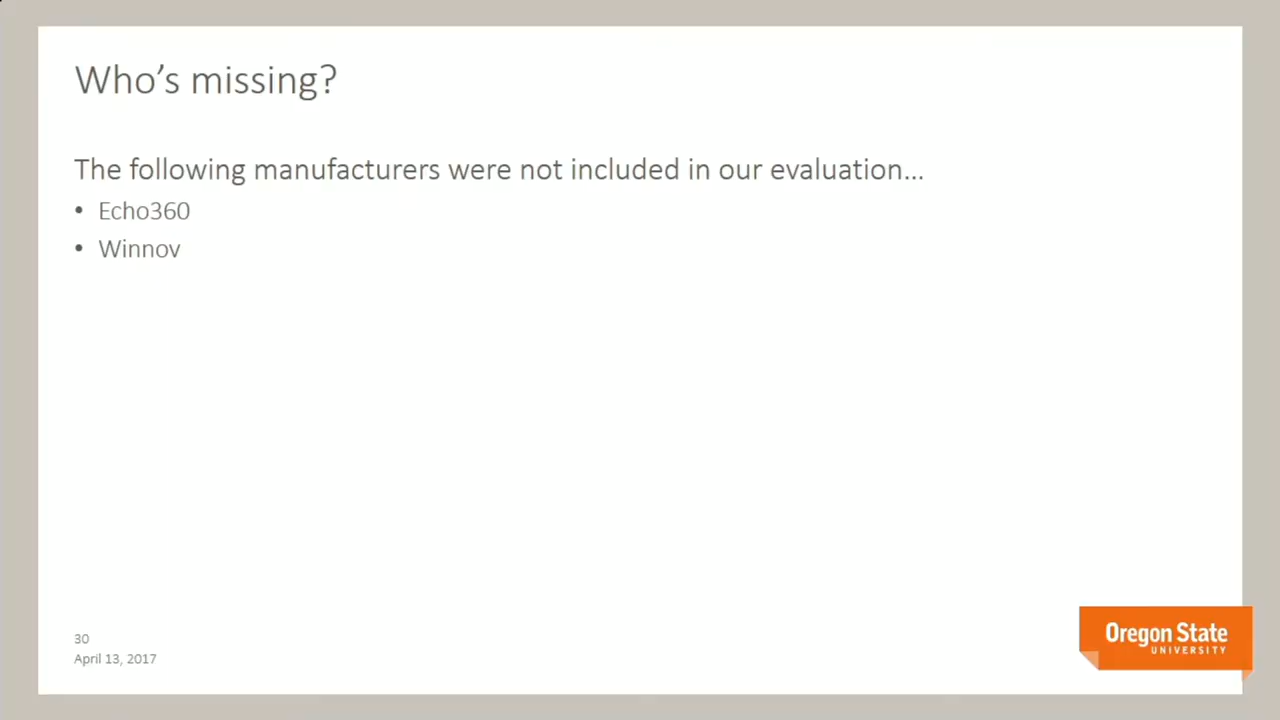 Who's missing?
The following manufacturers were not included in our evaluation...
• Echo360
• Winnov
30
April 13, 2017
Oregon State
UNIVERSITY